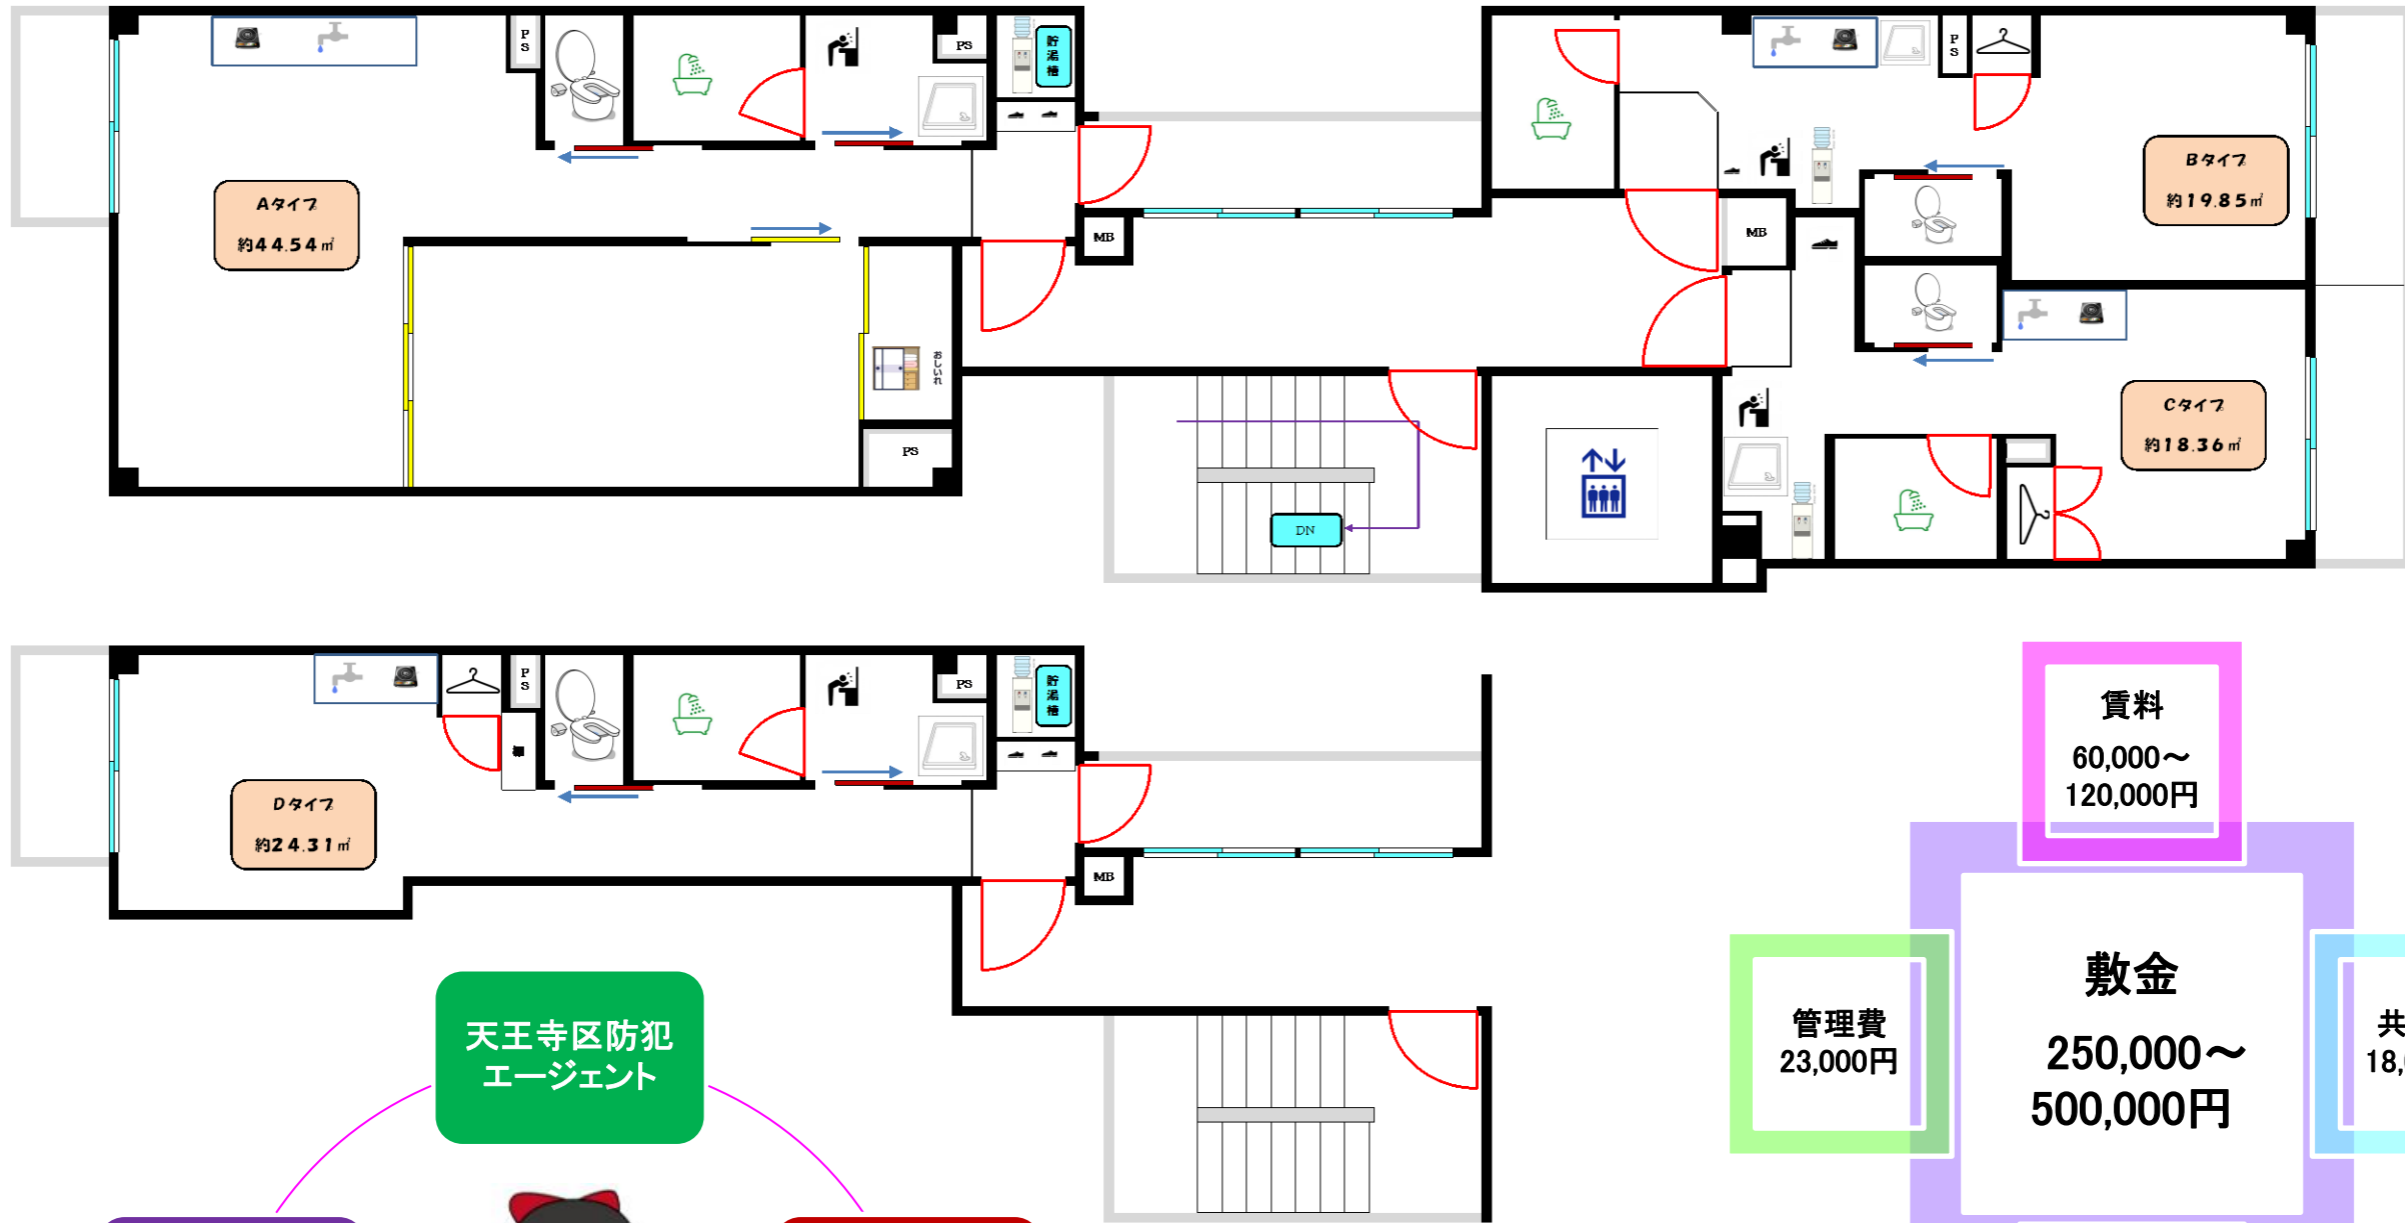 P
S
PS
貯
湯
槽
P
S
Aタイプ
約44.54㎡
Bタイプ
約19.85㎡
MB
MB
おしいれ
PS
Cタイプ
約18.36㎡
DN
P
S
PS
貯
湯
槽
Dタイプ
約24.31㎡
MB
賃料
60,000～
120,000円
天王寺区防犯
エージェント
管理費
23,000円
敷金
250,000～
500,000円
共
18,